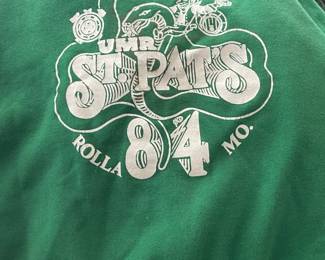 UMR
ST. PAT'S
84
ROLLA MO.